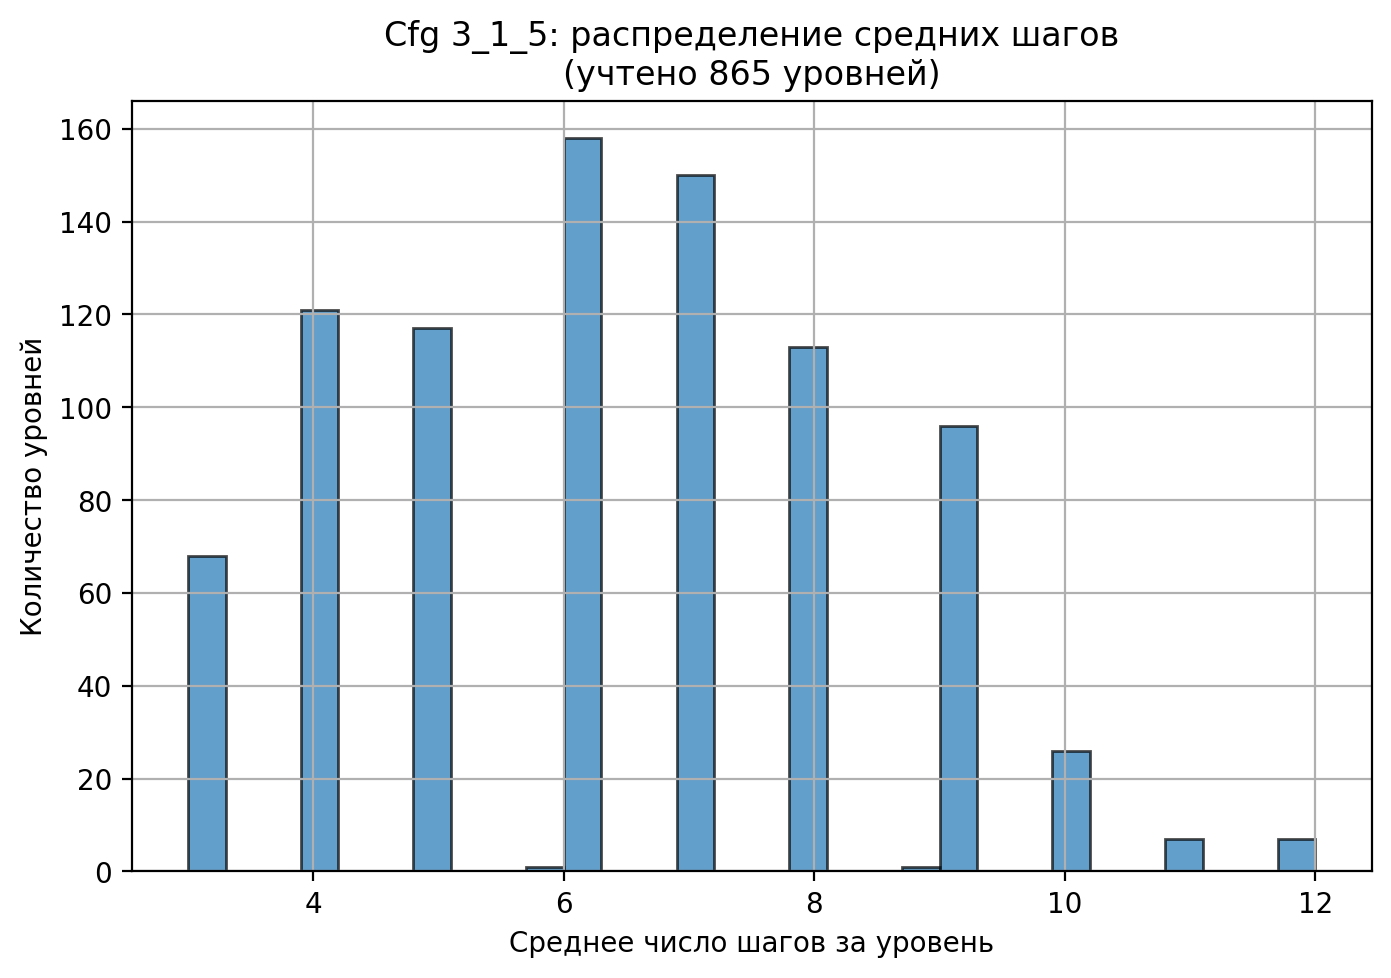 Cfg 3_1_5: распределение средних шагов
(учтено 865 уровней)
Количество уровней
160
140
120
100
80
60
40
20
0
4 6 8 10 12
Среднее число шагов за уровень